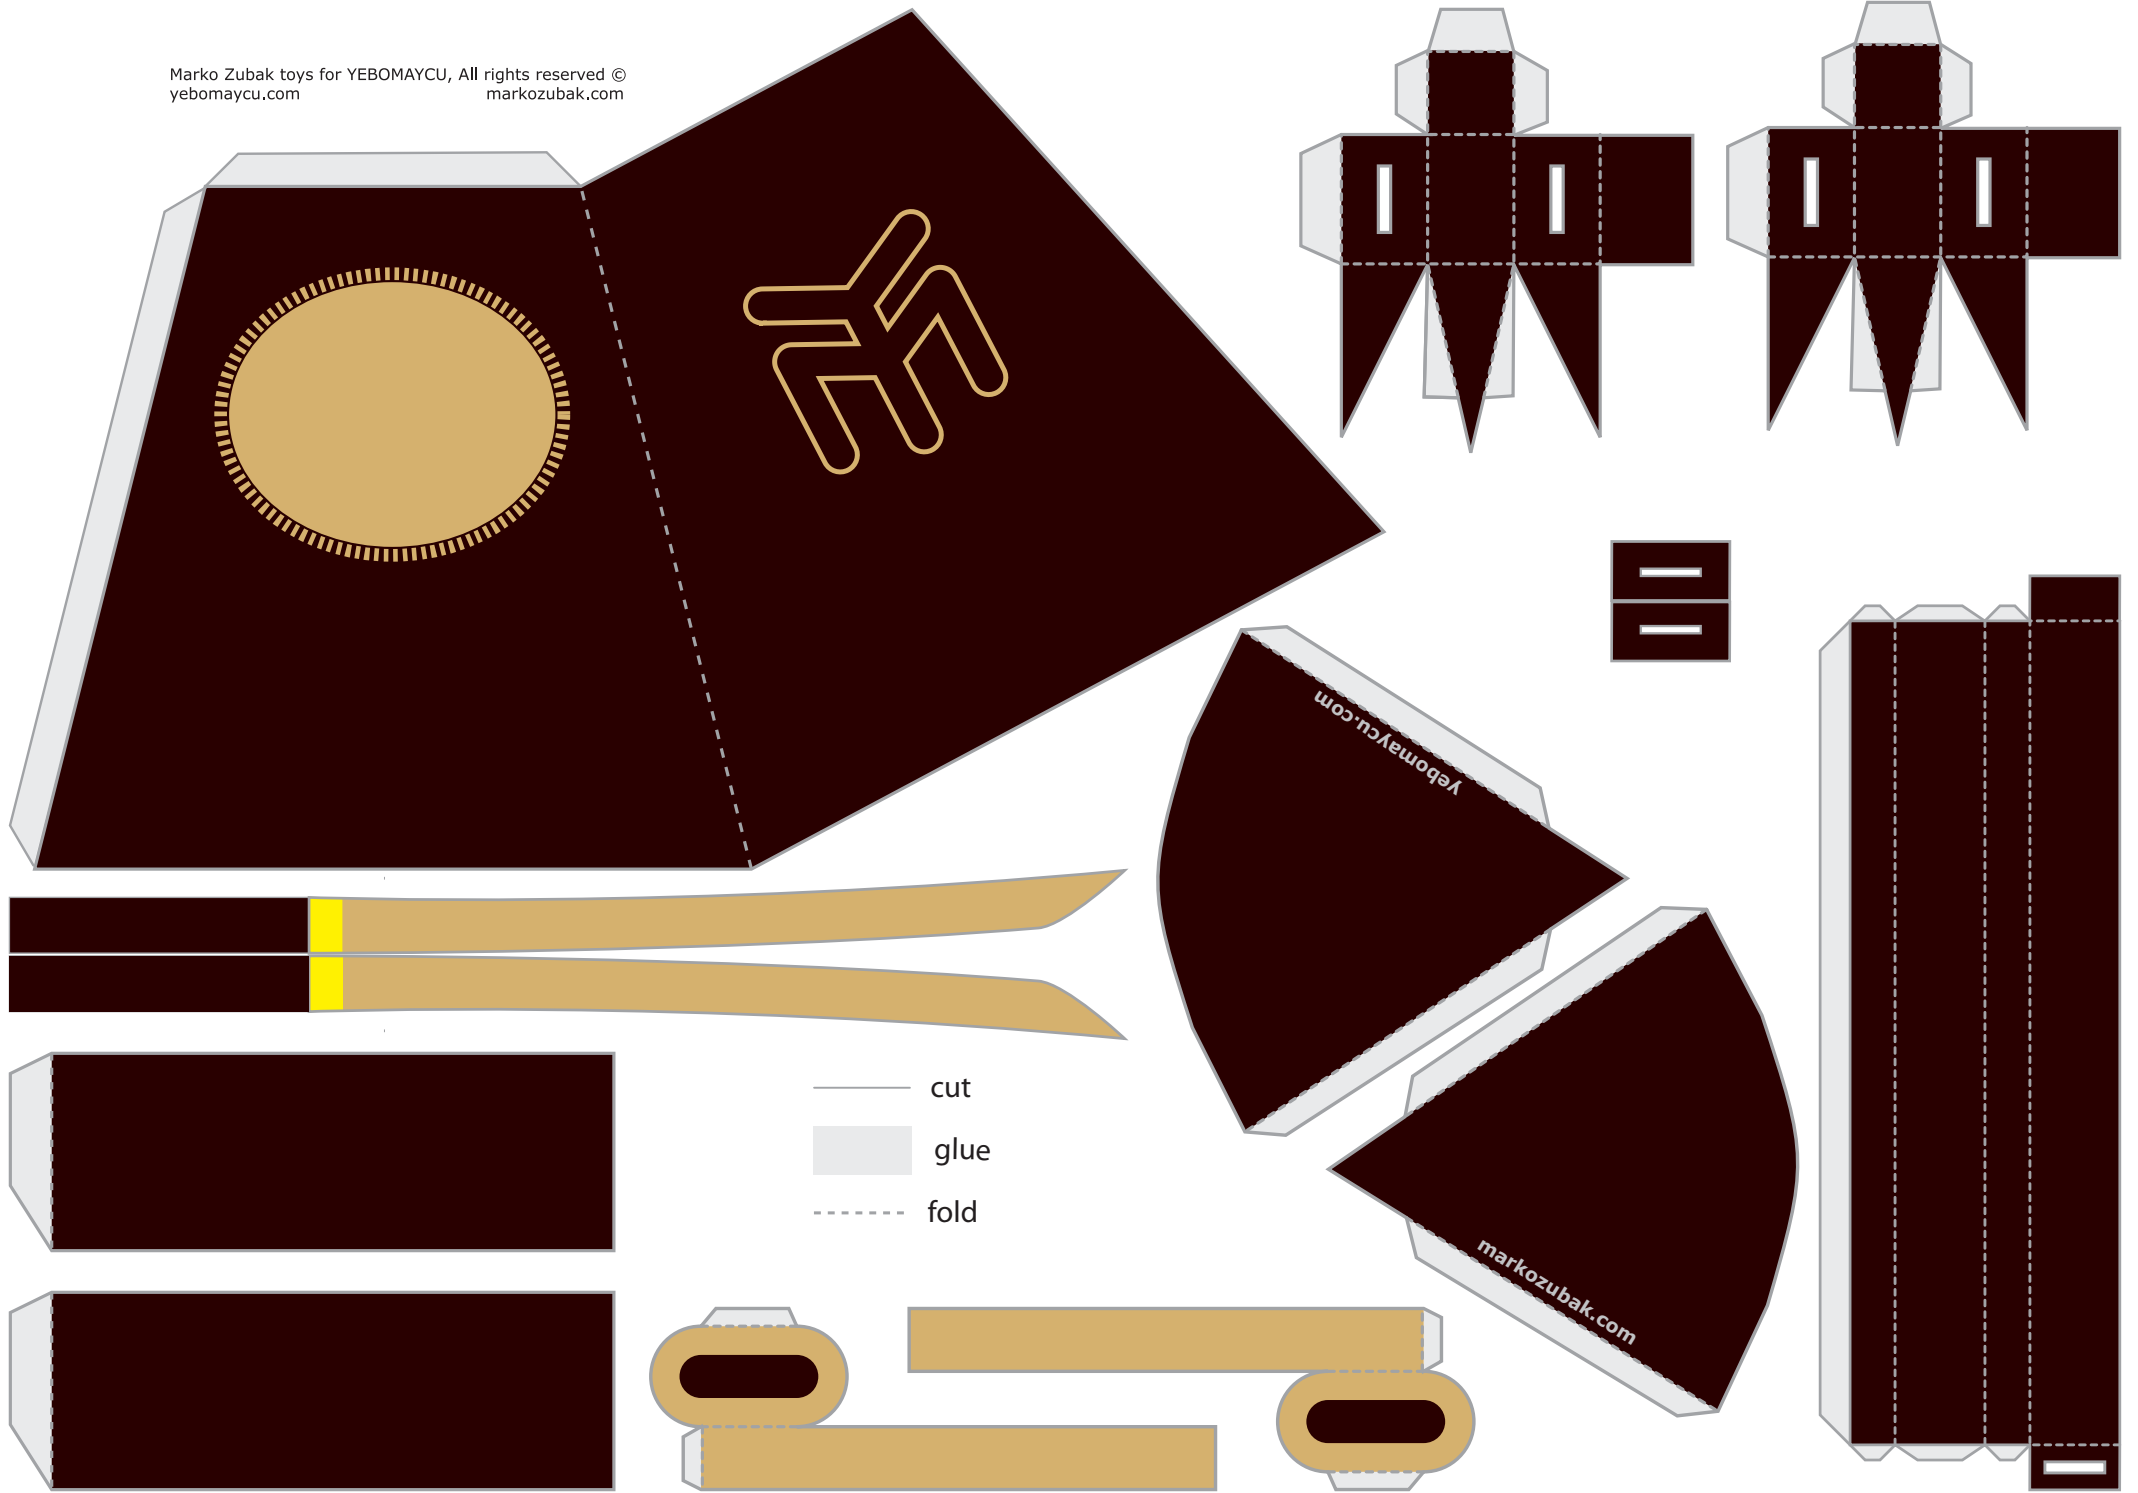 Marko Zubak toys for YEBOMAYCU, All rights reserved ©
yebomaycu.com markozubak.com
yebomaycu.com
cut
glue
fold
markozubak.com